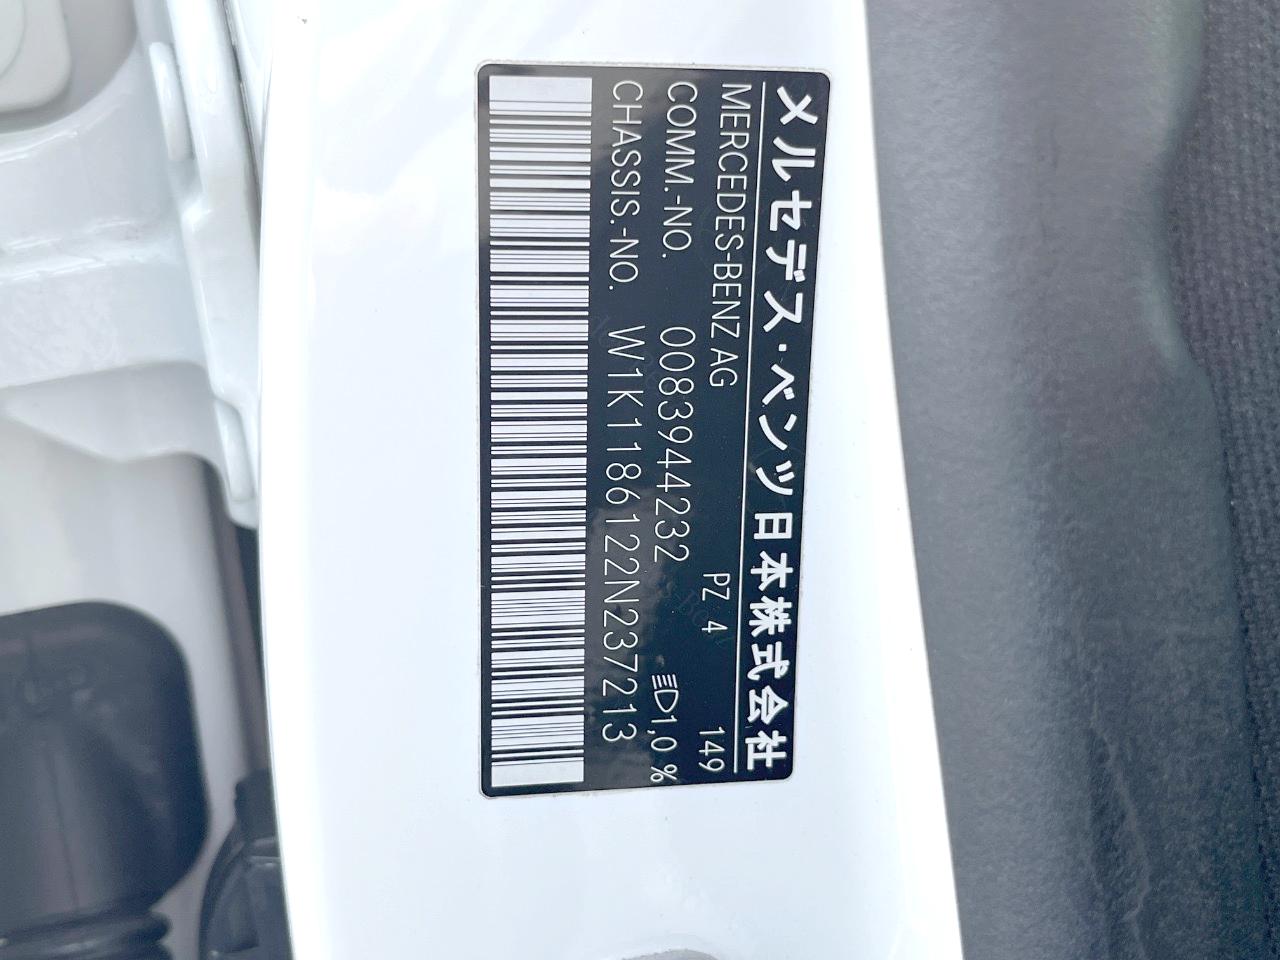 メルセデス・ベンツ日本株式会社
MERCEDES-BENZ AG PZ 4 149
COMM.-NO. 0083944232 1,0 %
CHASSIS.-NO. W1K1186122N237213